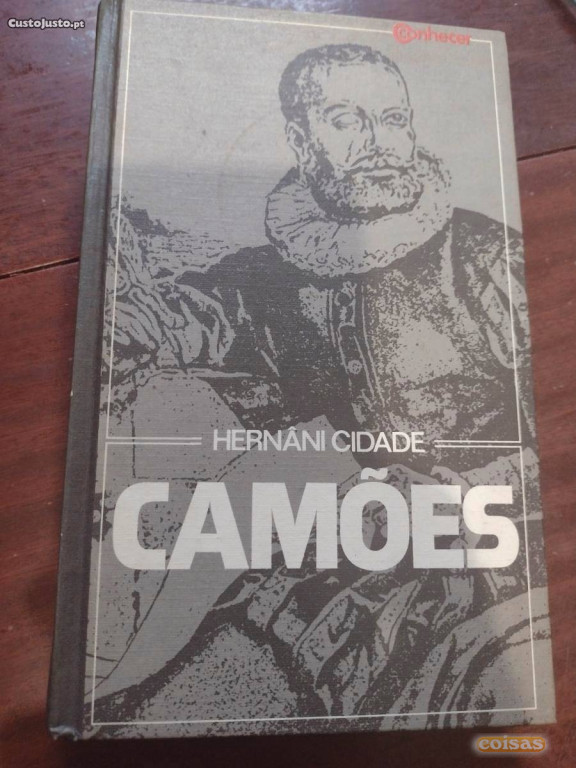 CustoJusto.pt
Conhecer
HERNÂNI CIDADE
CAMÕES
coisas